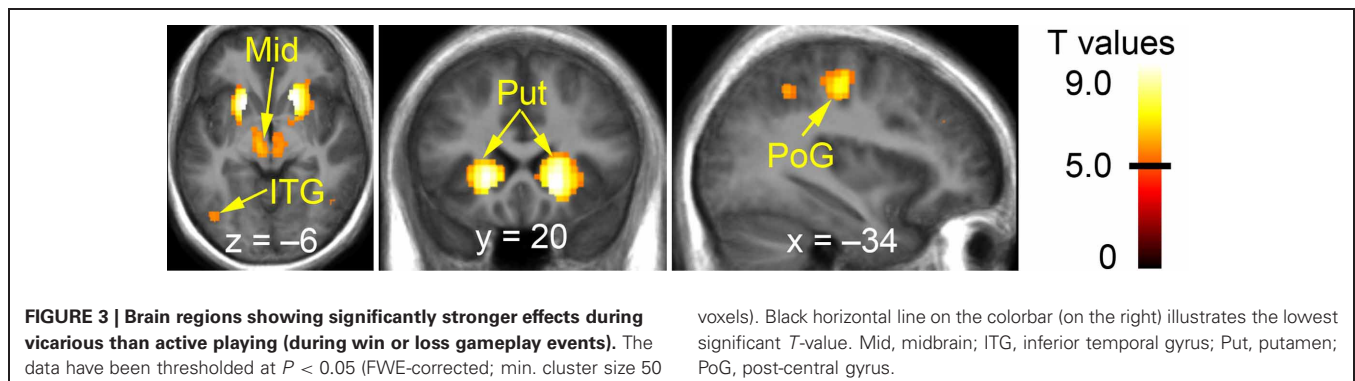 Mid
ITG
z = –6
Put
y = 20
PoG
x = –34
T values
9.0
5.0
0
FIGURE 3 | Brain regions showing significantly stronger effects during
vicarious than active playing (during win or loss gameplay events). The
data have been thresholded at P < 0.05 (FWE-corrected; min. cluster size 50
voxels). Black horizontal line on the colorbar (on the right) illustrates the lowest
significant T-value. Mid, midbrain; ITG, inferior temporal gyrus; Put, putamen;
PoG, post-central gyrus.